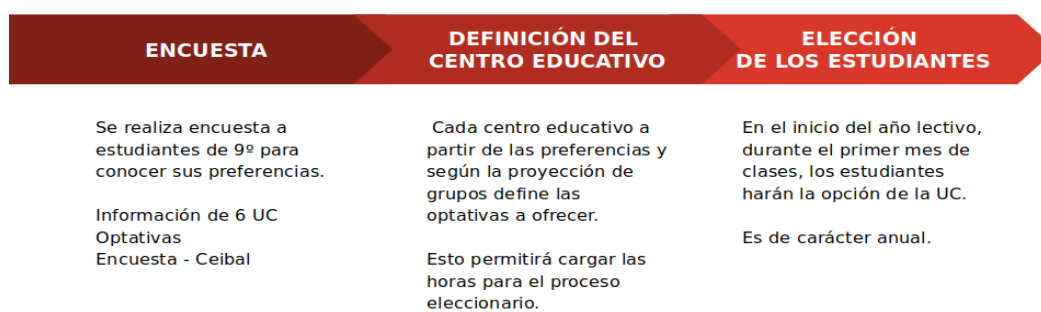 ENCUESTA
Se realiza encuesta a
estudiantes de 9º para
conocer sus preferencias.
Información de 6 UC
Optativas
Encuesta - Ceibal
DEFINICIÓN DEL
CENTRO EDUCATIVO
Cada centro educativo a
partir de las preferencias y
según la proyección de
grupos define las
optativas a ofrecer.
Esto permitirá cargar las
horas para el proceso
eleccionario.
ELECCIÓN
DE LOS ESTUDIANTES
En el inicio del año lectivo,
durante el primer mes de
clases, los estudiantes
harán la opción de la UC.
Es de carácter anual.